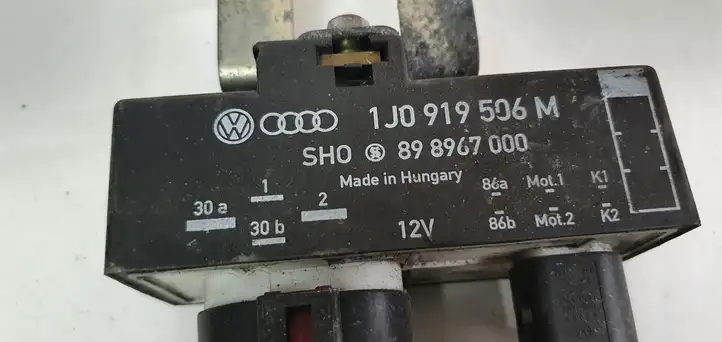 1J0 919 506 M
SHO 89 8967 000
Made in Hungary
1
30 a
2
30 b
12V
86a Mot.1 K1
86b Mot.2 K2